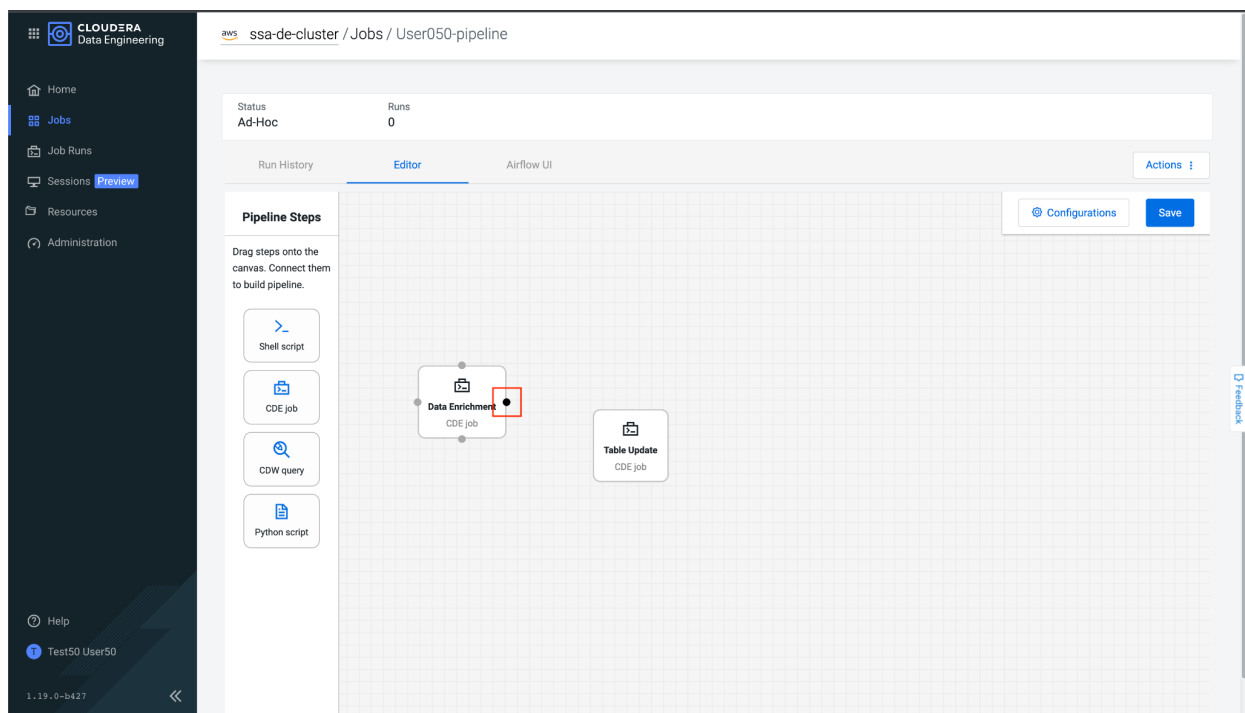 CLOUDERA
Data Engineering
aws ssa-de-cluster / Jobs / User050-pipeline
Home
Jobs
Job Runs
Sessions Preview
Resources
Administration
Help
T Test50 User50
1.19.0-b427
Status
Ad-Hoc
Runs
0
Run History Editor Airflow UI
Actions
Pipeline Steps
Drag steps onto the
canvas. Connect them
to build pipeline.
Shell script
CDE job
CDW query
Python script
Configurations
Save
Data Enrichment
CDE job
Table Update
CDE job
Feedback